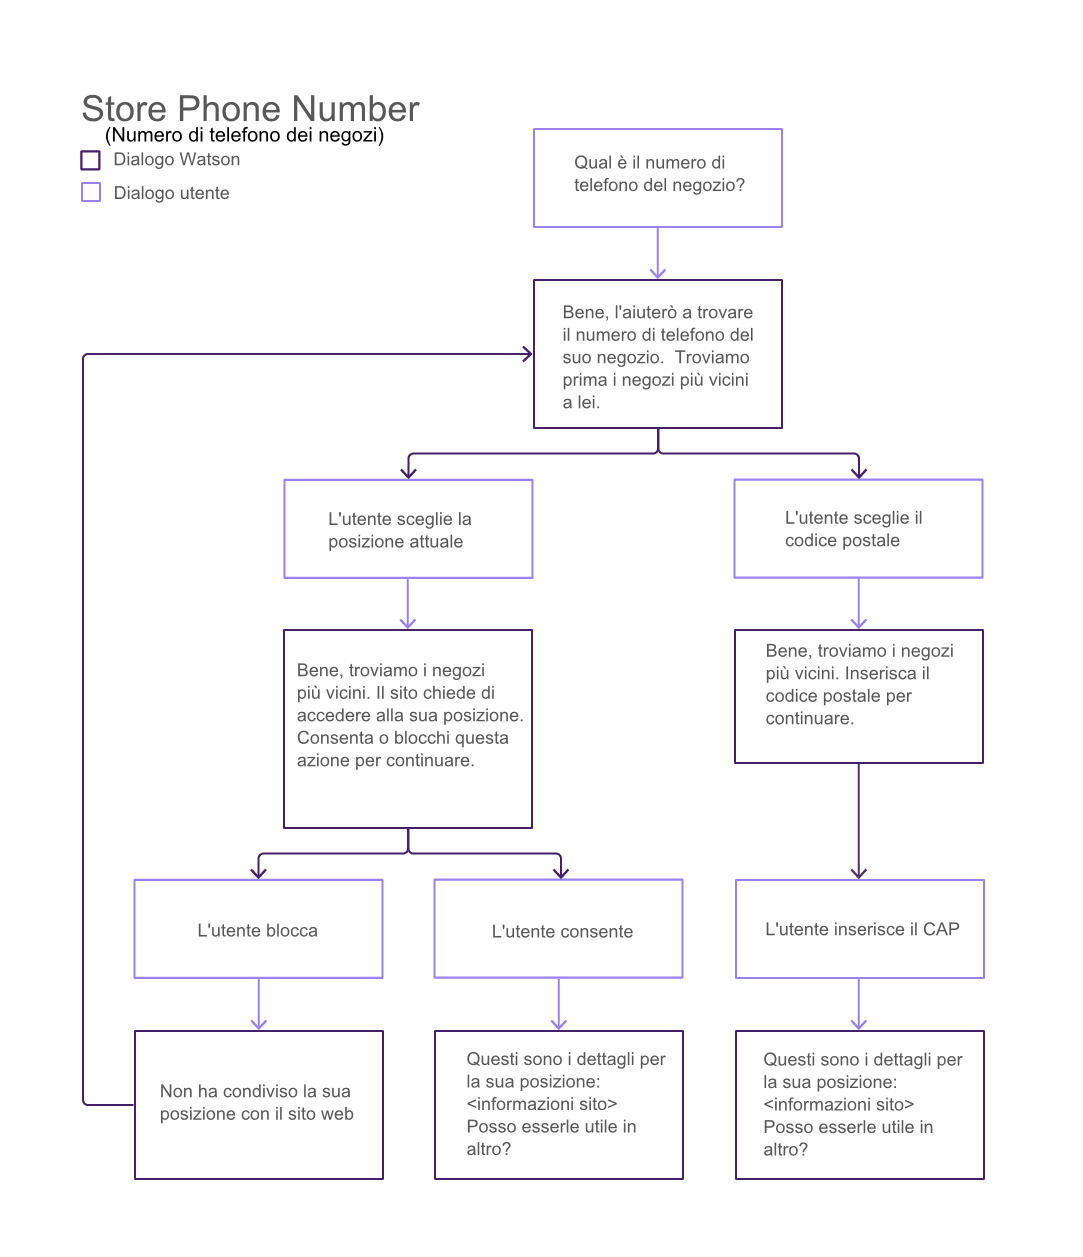 Store Phone Number
(Numero di telefono dei negozi)
Dialogo Watson
Dialogo utente
Qual è il numero di
telefono del negozio?
Bene, l'aiuterò a trovare
il numero di telefono del
suo negozio.  Troviamo
prima i negozi più vicini
a lei.
L'utente sceglie la
posizione attuale
L'utente sceglie il
codice postale
Bene, troviamo i negozi
più vicini. Il sito chiede di
accedere alla sua posizione.
Consenta o blocchi questa
azione per continuare.
Bene, troviamo i negozi
più vicini. Inserisca il
codice postale per
continuare.
L'utente blocca
L'utente consente
L'utente inserisce il CAP
Non ha condiviso la sua
posizione con il sito web
Questi sono i dettagli per
la sua posizione:
<informazioni sito>
Posso esserle utile in
altro?
Questi sono i dettagli per
la sua posizione:
<informazioni sito>
Posso esserle utile in
altro?